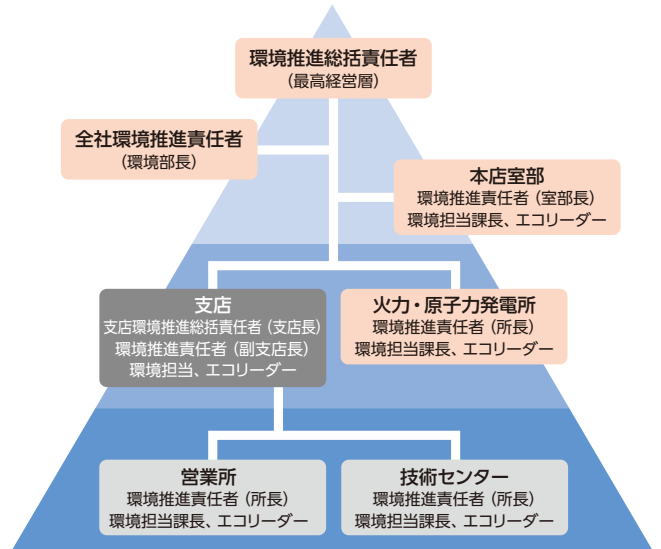 環境推進総括責任者
(最高経営層)
全社環境推進責任者
(環境部長)
本店室部
環境推進責任者(室部長)
環境担当課長、エコリーダー
支店
支店環境推進総括責任者(支店長)
環境推進責任者(副支店長)
環境担当、エコリーダー
火力・原子力発電所
環境推進責任者(所長)
環境担当課長、エコリーダー
営業所
環境推進責任者(所長)
環境担当課長、エコリーダー
技術センター
環境推進責任者(所長)
環境担当課長、エコリーダー